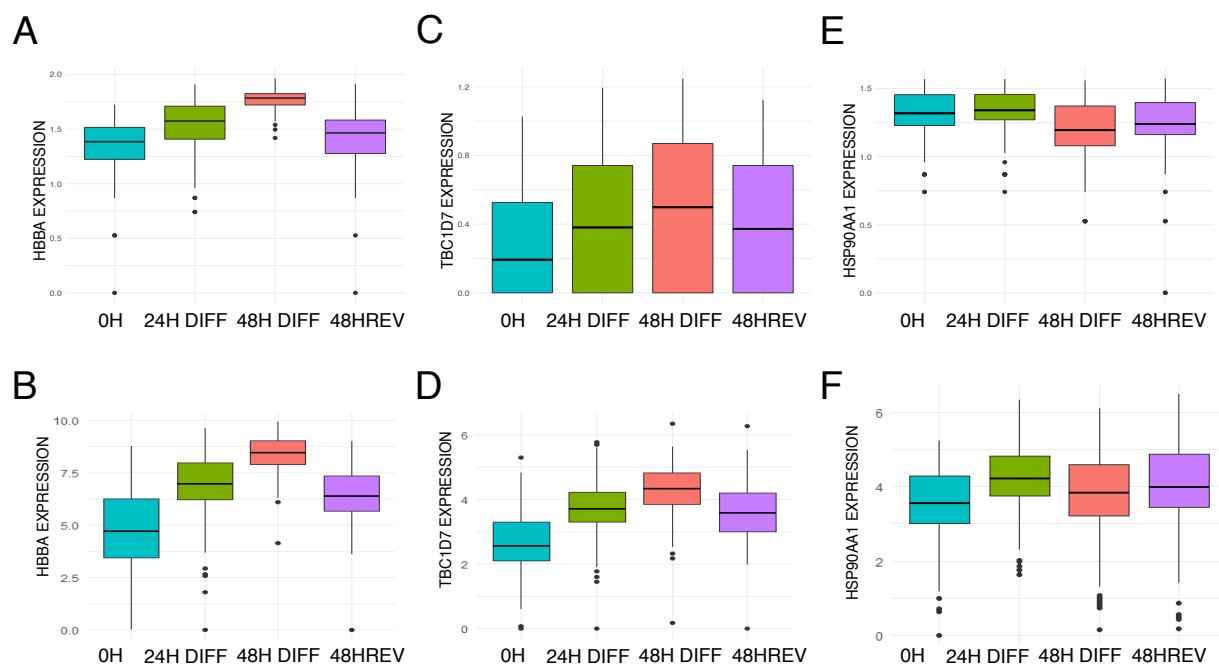 A
HBBA EXPRESSION
2.0
1.5
1.0
0.5
0.0
0H 24H DIFF 48H DIFF 48HREV
C
TBC1D7 EXPRESSION
1.2
0.8
0.4
0.0
0H 24H DIFF 48H DIFF 48HREV
E
HSP90AA1 EXPRESSION
1.5
1.0
0.5
0.0
0H 24H DIFF 48H DIFF 48HREV
B
HBBA EXPRESSION
10.0
7.5
5.0
2.5
0.0
0H 24H DIFF 48H DIFF 48HREV
D
TBC1D7 EXPRESSION
6
4
2
0
0H 24H DIFF 48H DIFF 48HREV
F
HSP90AA1 EXPRESSION
6
4
2
0
0H 24H DIFF 48H DIFF 48HREV